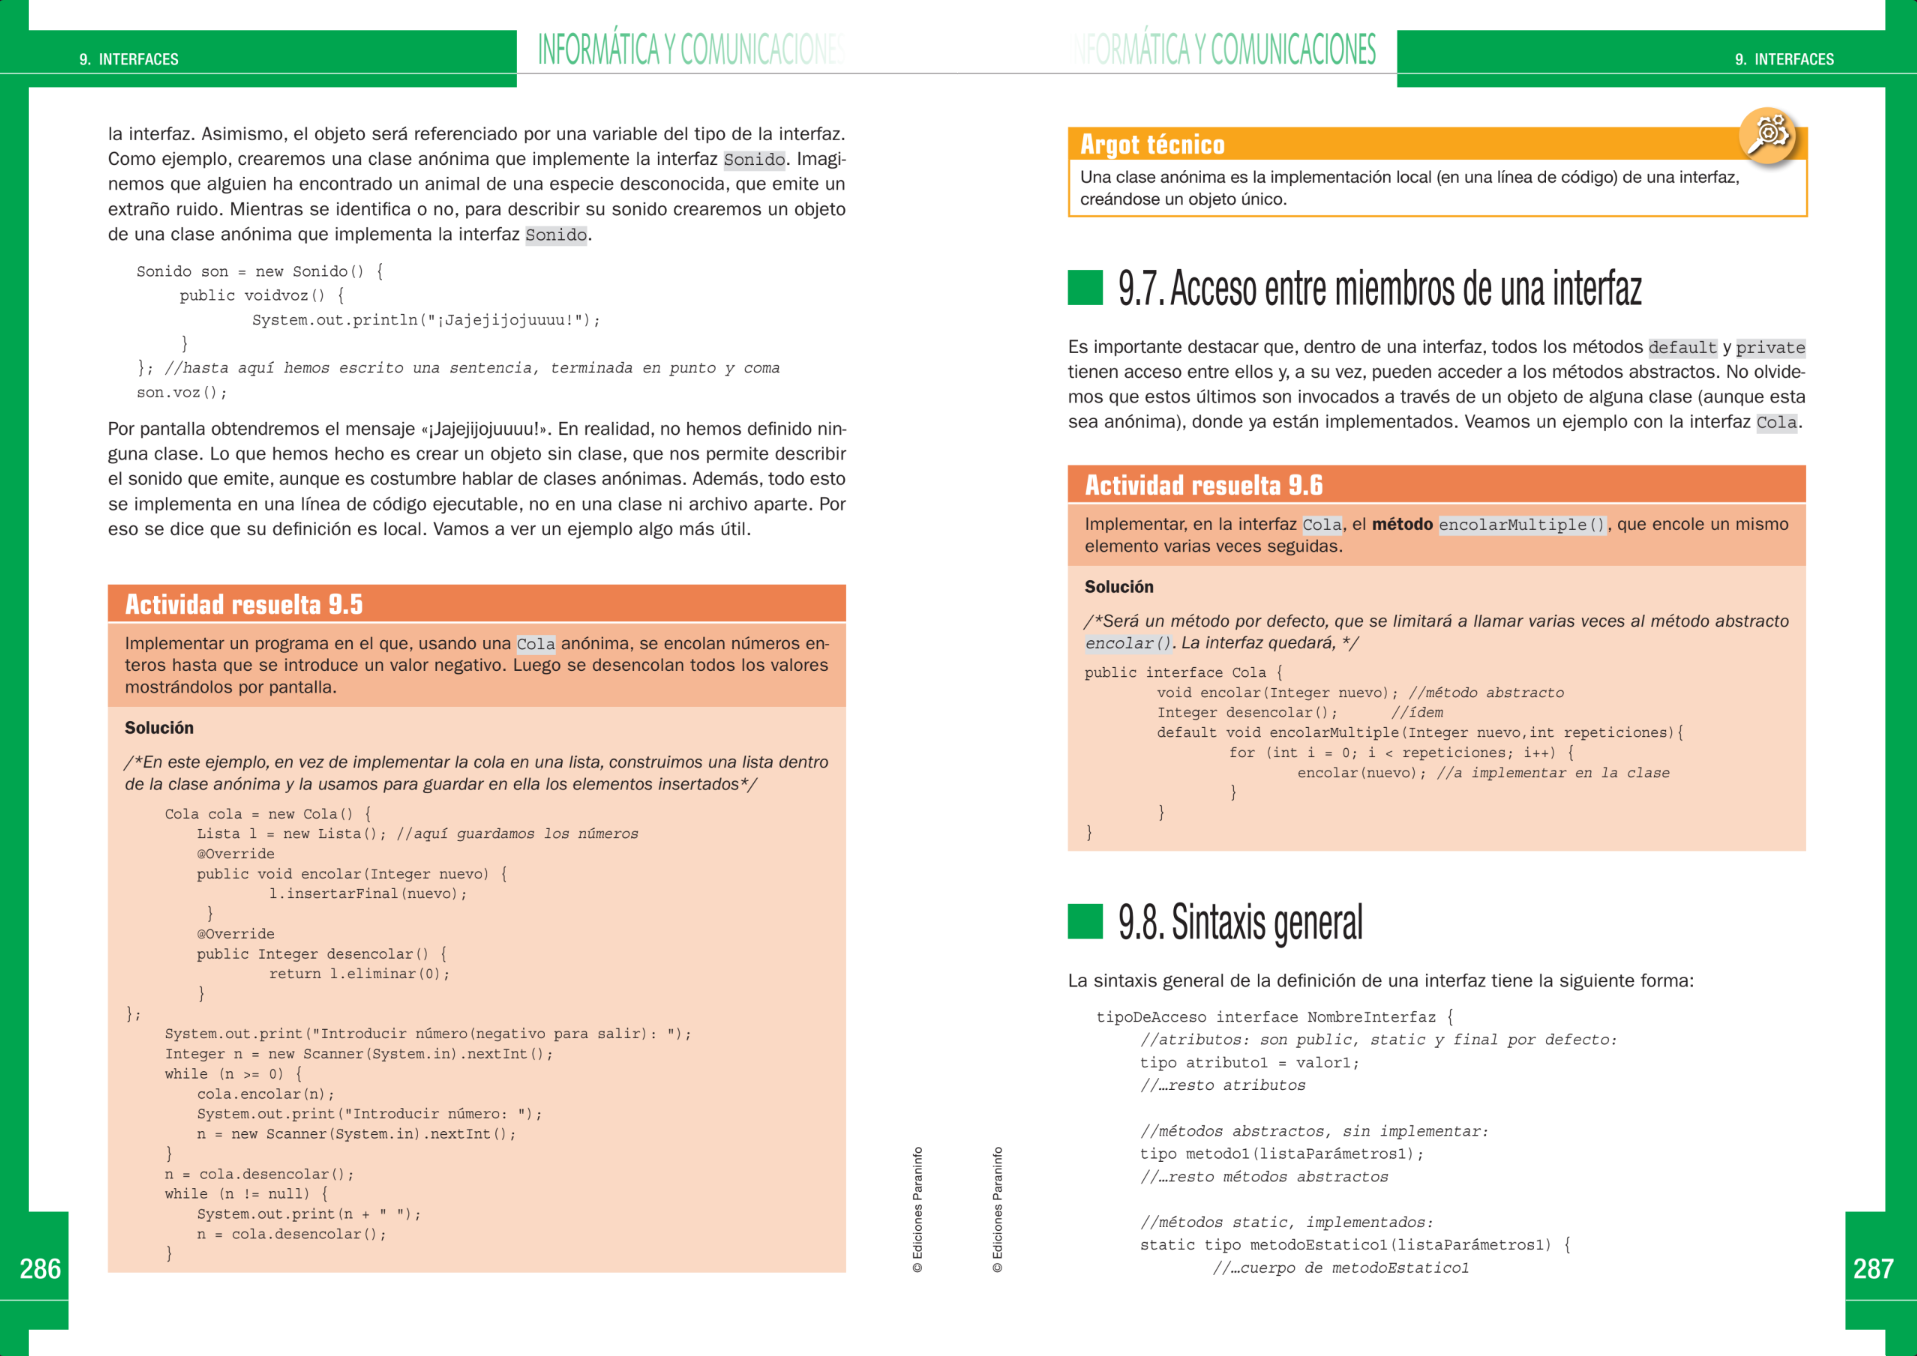 9. INTERFACES
INFORMÁTICA Y COMUNICACIONES
la interfaz. Asimismo, el objeto será referenciado por una variable del tipo de la interfaz.
Como ejemplo, crearemos una clase anónima que implemente la interfaz Sonido. Imagi-
nemos que alguien ha encontrado un animal de una especie desconocida, que emite un
extraño ruido. Mientras se identifica o no, para describir su sonido crearemos un objeto
de una clase anónima que implementa la interfaz Sonido.
Sonido son = new Sonido() {
public voidvoz() {
System.out.println("¡Jajejijojuuuu!");
}
}; //hasta aquí hemos escrito una sentencia, terminada en punto y coma
son.voz();
Por pantalla obtendremos el mensaje «¡Jajejijojuuuu!». En realidad, no hemos definido nin-
guna clase. Lo que hemos hecho es crear un objeto sin clase, que nos permite describir
el sonido que emite, aunque es costumbre hablar de clases anónimas. Además, todo esto
se implementa en una línea de código ejecutable, no en una clase ni archivo aparte. Por
eso se dice que su definición es local. Vamos a ver un ejemplo algo más útil.
Actividad resuelta 9.5
Implementar un programa en el que, usando una Cola anónima, se encolan números en-
teros hasta que se introduce un valor negativo. Luego se desencolan todos los valores
mostrándolos por pantalla.
Solución
/*En este ejemplo, en vez de implementar la cola en una lista, construimos una lista dentro
de la clase anónima y la usamos para guardar en ella los elementos insertados*/
Cola cola = new Cola() {
Lista l = new Lista(); //aquí guardamos los números
@Override
public void encolar(Integer nuevo) {
l.insertarFinal(nuevo);
}
@Override
public Integer desencolar() {
return l.eliminar(0);
}
};
System.out.print("Introducir número(negativo para salir): ");
Integer n = new Scanner(System.in).nextInt();
while (n >= 0) {
cola.encolar(n);
System.out.print("Introducir número: ");
n = new Scanner(System.in).nextInt();
}
n = cola.desencolar();
while (n != null) {
System.out.print(n + " ");
n = cola.desencolar();
}
286
© Ediciones Paraninfo
INFORMÁTICA Y COMUNICACIONES
9. INTERFACES
Argot técnico
Una clase anónima es la implementación local (en una línea de código) de una interfaz,
creándose un objeto único.
9.7. Acceso entre miembros de una interfaz
Es importante destacar que, dentro de una interfaz, todos los métodos default y private
tienen acceso entre ellos y, a su vez, pueden acceder a los métodos abstractos. No olvide-
mos que estos últimos son invocados a través de un objeto de alguna clase (aunque esta
sea anónima), donde ya están implementados. Veamos un ejemplo con la interfaz Cola.
Actividad resuelta 9.6
Implementar, en la interfaz Cola, el método encolarMultiple(), que encole un mismo
elemento varias veces seguidas.
Solución
/*Será un método por defecto, que se limitará a llamar varias veces al método abstracto
encolar(). La interfaz quedará, */
public interface Cola {
void encolar(Integer nuevo); //método abstracto
Integer desencolar(); //ídem
default void encolarMultiple(Integer nuevo,int repeticiones){
for (int i = 0; i < repeticiones; i++) {
encolar(nuevo); //a implementar en la clase
}
}
}
9.8. Sintaxis general
La sintaxis general de la definición de una interfaz tiene la siguiente forma:
tipoDeAcceso interface NombreInterfaz {
//atributos: son public, static y final por defecto:
tipo atributo1 = valor1;
//…resto atributos
//métodos abstractos, sin implementar:
tipo metodo1(listaParámetros1);
//…resto métodos abstractos
//métodos static, implementados:
static tipo metodoEstatico1(listaParámetros1) {
//…cuerpo de metodoEstatico1
© Ediciones Paraninfo
287